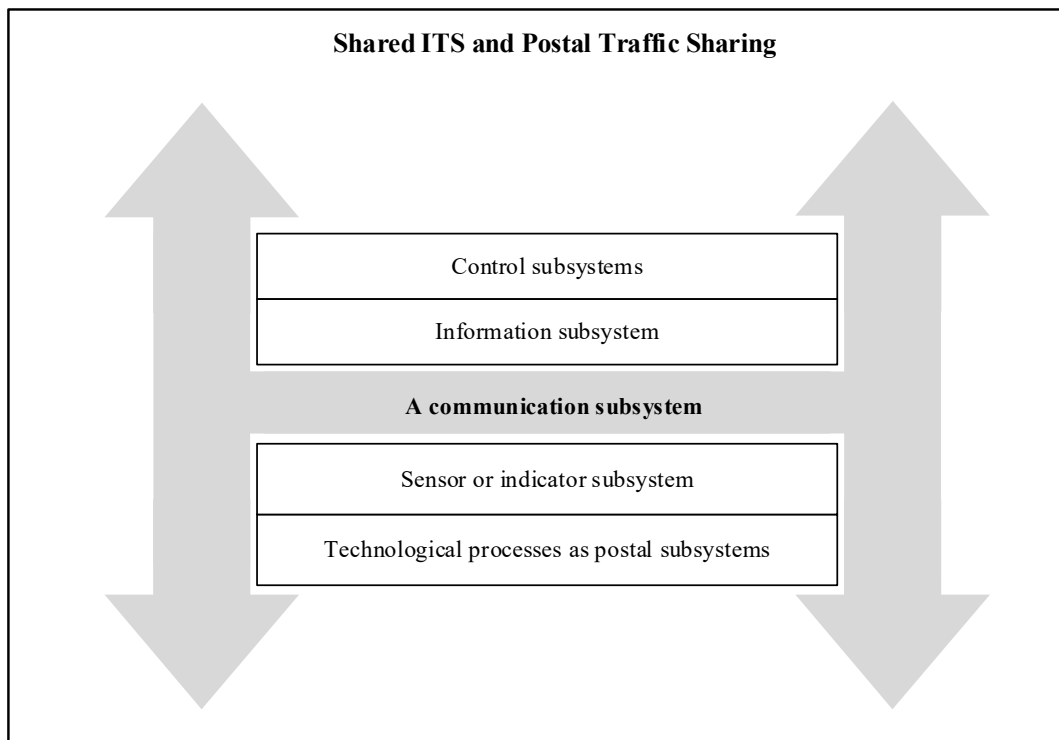 Shared ITS and Postal Traffic Sharing
Control subsystems
Information subsystem
A communication subsystem
Sensor or indicator subsystem
Technological processes as postal subsystems